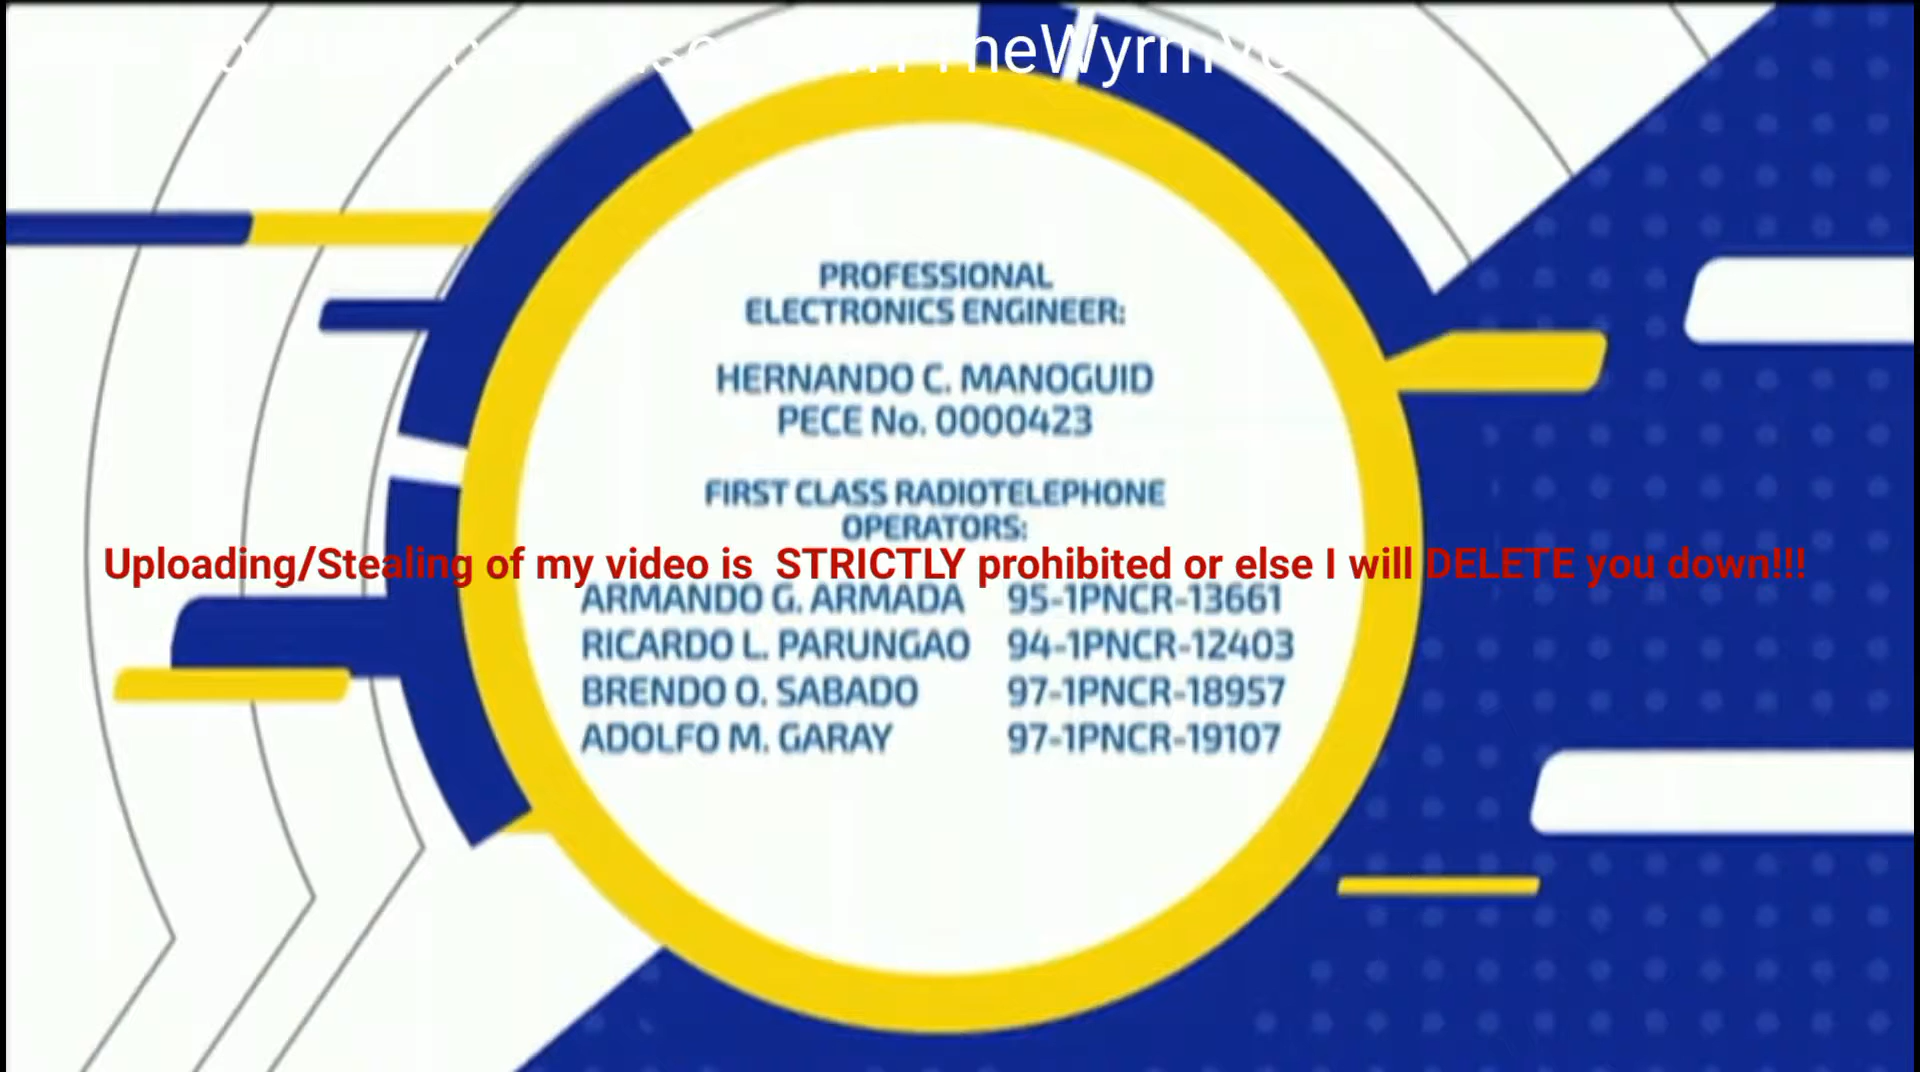 TheWyrm
PROFESSIONAL
ELECTRONICS ENGINEER:
HERNANDO C. MANOGUID
PECE No. 0000423
FIRST CLASS RADIOTELEPHONE
OPERATORS:
Uploading/Stealing of my video is  STRICTLY prohibited or else I will DELETE you down!!!
ARMANDO G. ARMADA 95-1PNCR-13661
RICARDO L. PARUNGAO 94-1PNCR-12403
BRENDO O. SABADO 97-1PNCR-18957
ADOLFO M. GARAY 97-1PNCR-19107